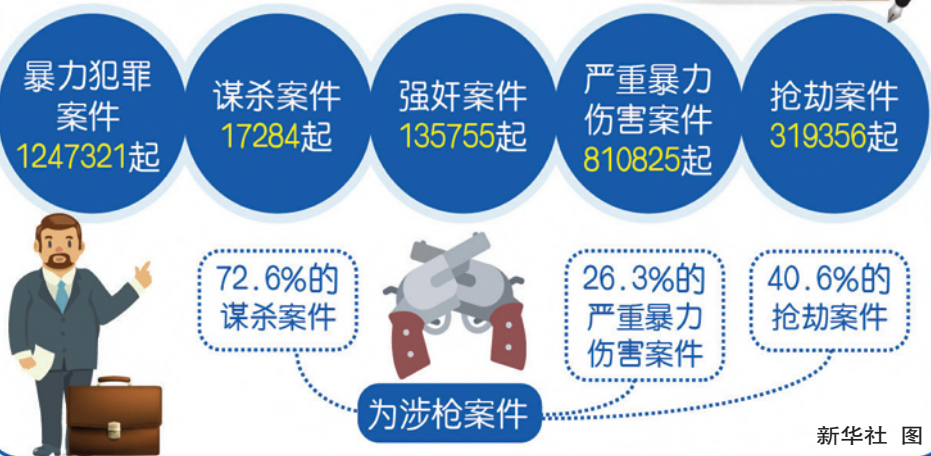 暴力犯罪
案件
1247321起
谋杀案件
17284起
强奸案件
135755起
严重暴力
伤害案件
810825起
抢劫案件
319356起
72.6%的
谋杀案件
26.3%的
严重暴力
伤害案件
40.6%的
抢劫案件
为涉枪案件
新华社 图